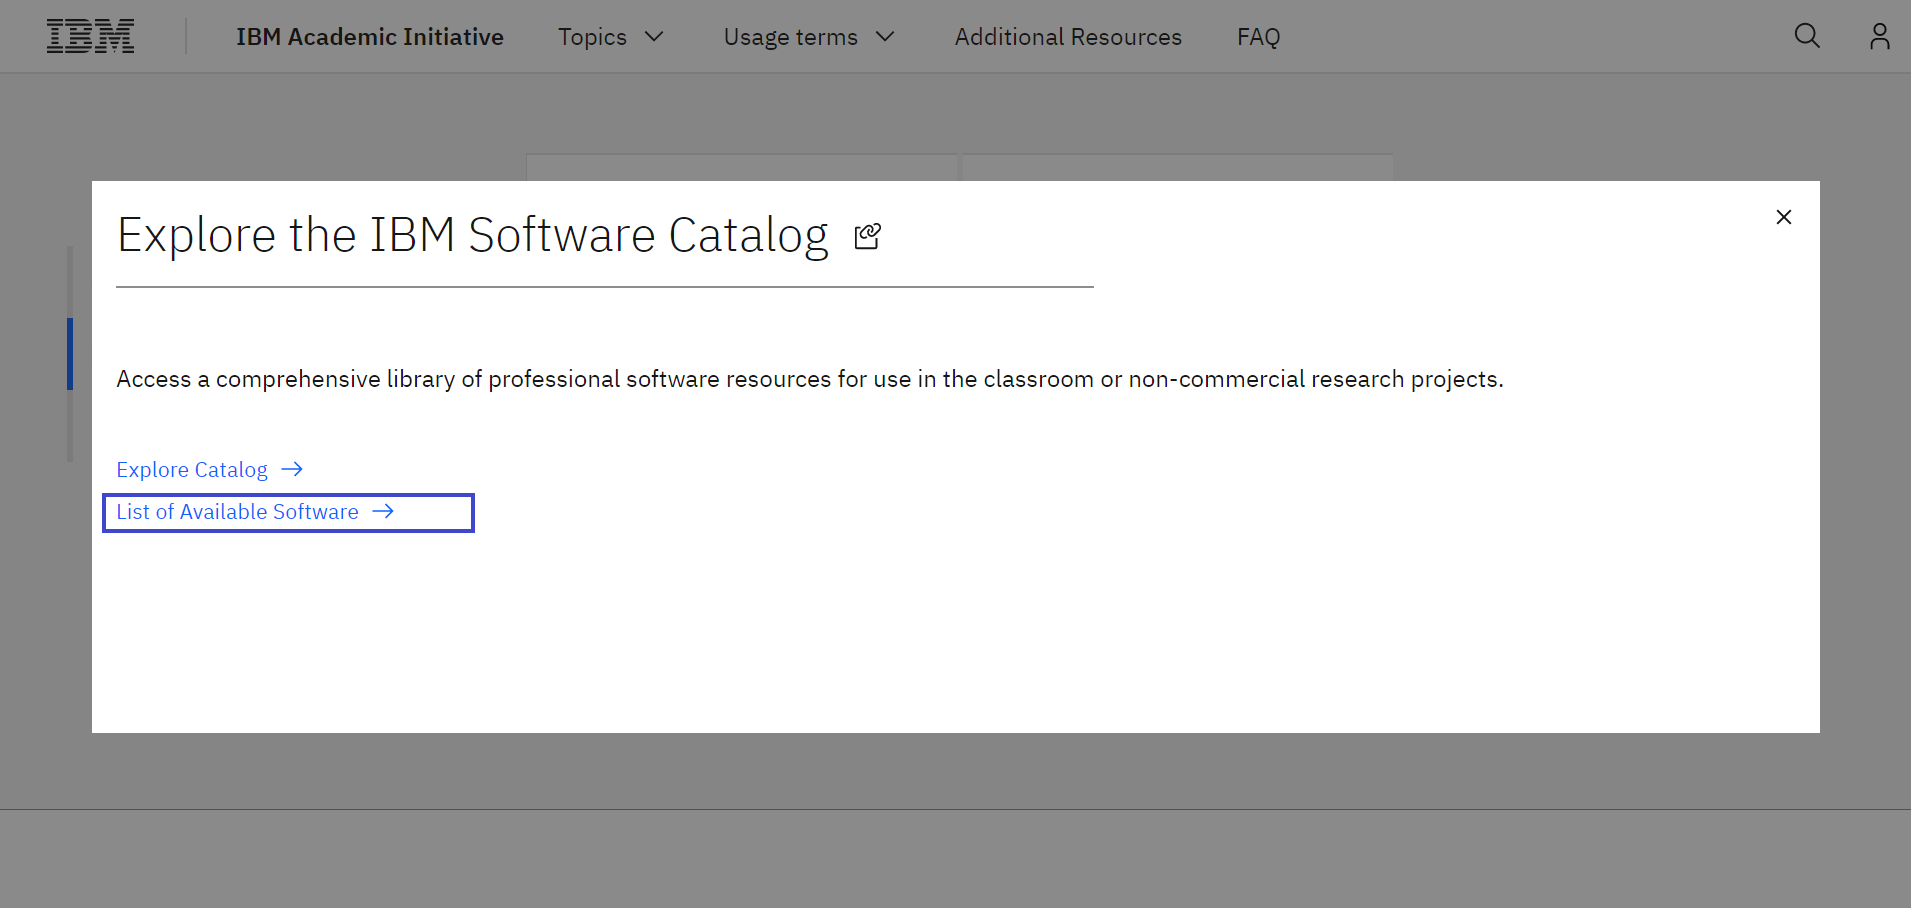 IBM IBM Academic Initiative Topics Usage terms Additional Resources FAQ
Explore the IBM Software Catalog
Access a comprehensive library of professional software resources for use in the classroom or non-commercial research projects.
Explore Catalog
List of Available Software